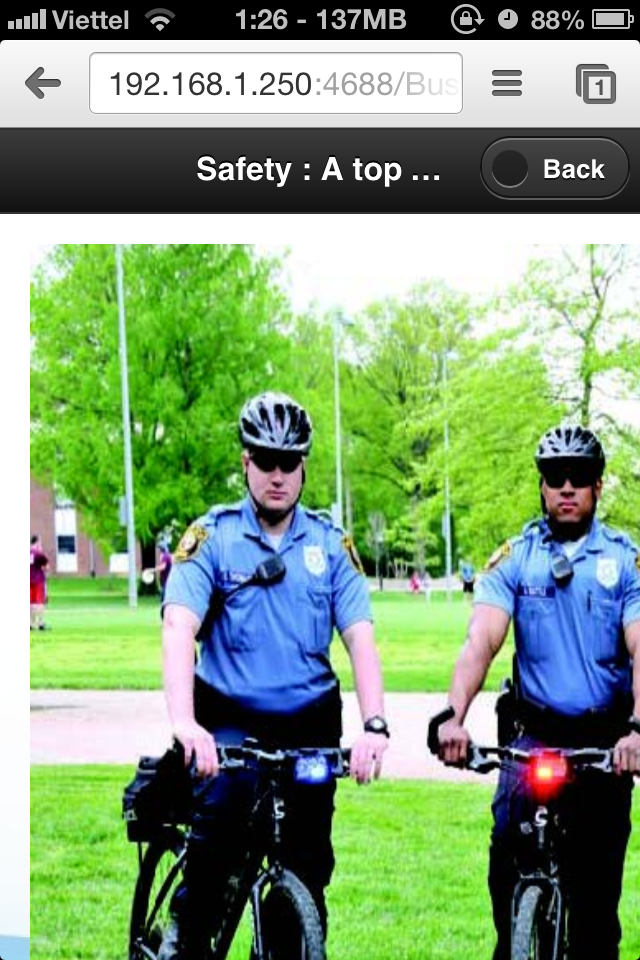 Viettel 1:26 - 137MB 88%
192.168.1.250:4688/Bus
1
Safety : A top ... Back